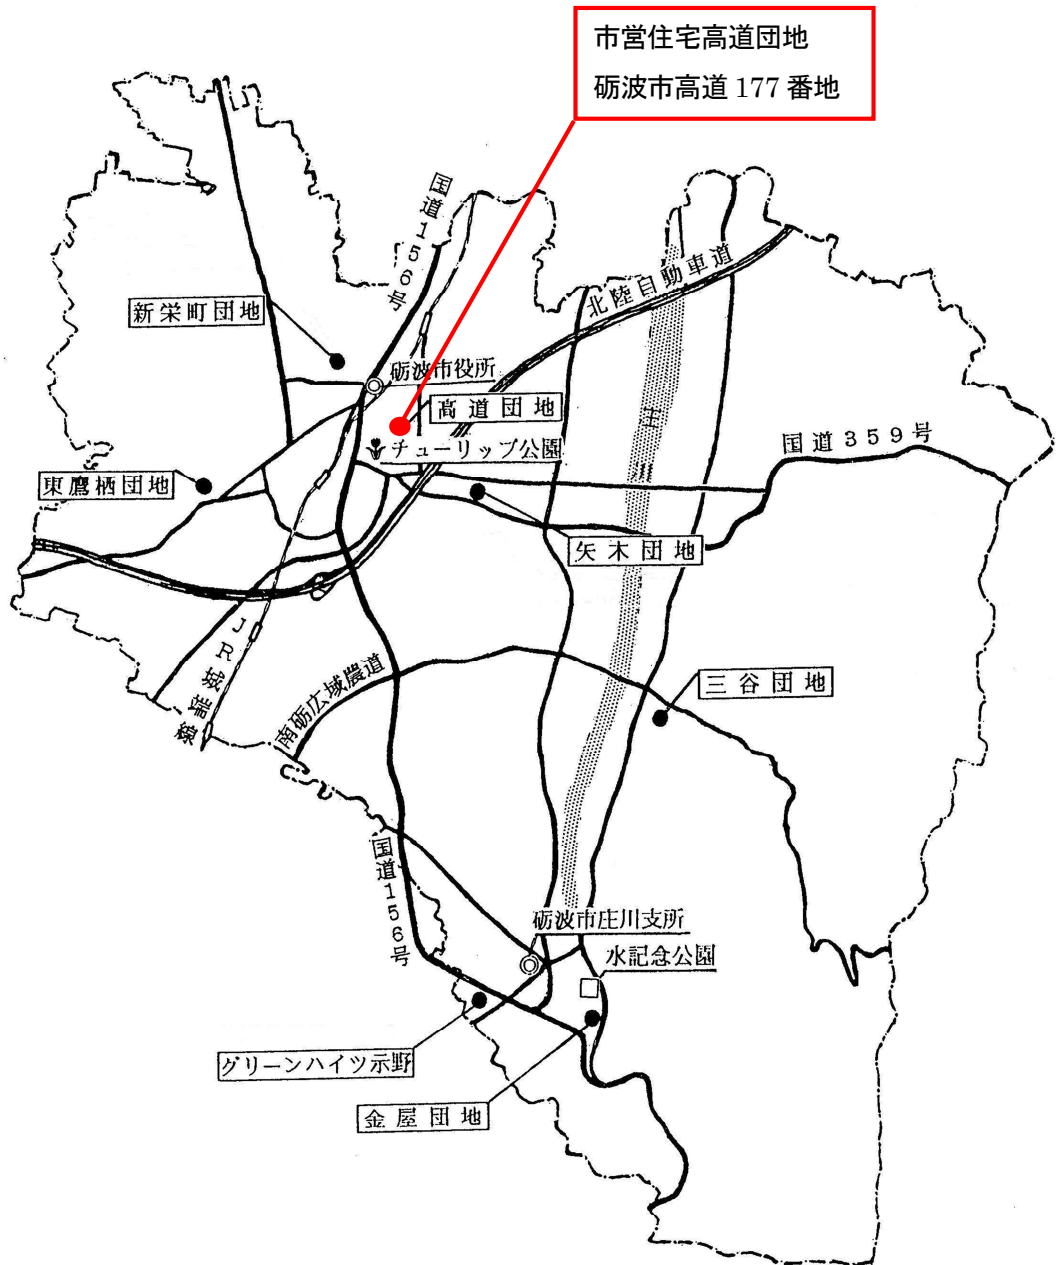 市営住宅高道団地
砺波市高道 177 番地
国道156号
北陸自動車道
新栄町団地
砺波市役所
高道団地
チューリップ公園
庄
国道359号
東鷹栖団地
矢木団地
JR城端線
南砺広域農道
三谷団地
国道156号
砺波市庄川支所
水記念公園
グリーンハイツ示野
金屋団地